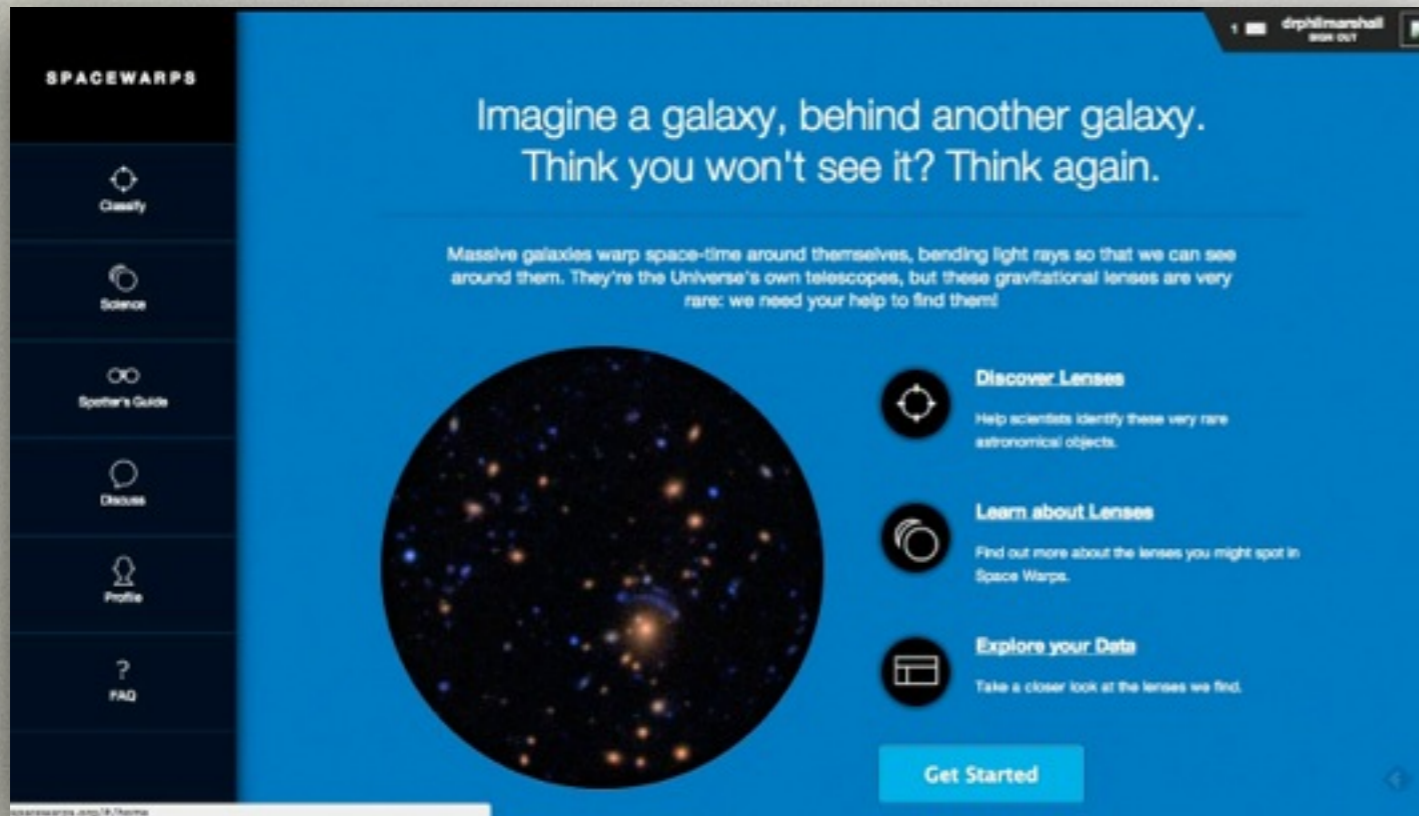 SPACEWARPS
Classify
Science
Spotter's Guide
Discuss
Profile
?
FAQ
1
drphilmarshall
SIGN OUT
Imagine a galaxy, behind another galaxy.
Think you won't see it? Think again.
Massive galaxies warp space-time around themselves, bending light rays so that we can see
around them. They're the Universe's own telescopes, but these gravitational lenses are very
rare: we need your help to find them!
Discover Lenses
Help scientists identify these very rare
astronomical objects.
Learn about Lenses
Find out more about the lenses you might spot in
Space Warps.
Explore your Data
Take a closer look at the lenses we find.
Get Started
spacewarps.org/#/home